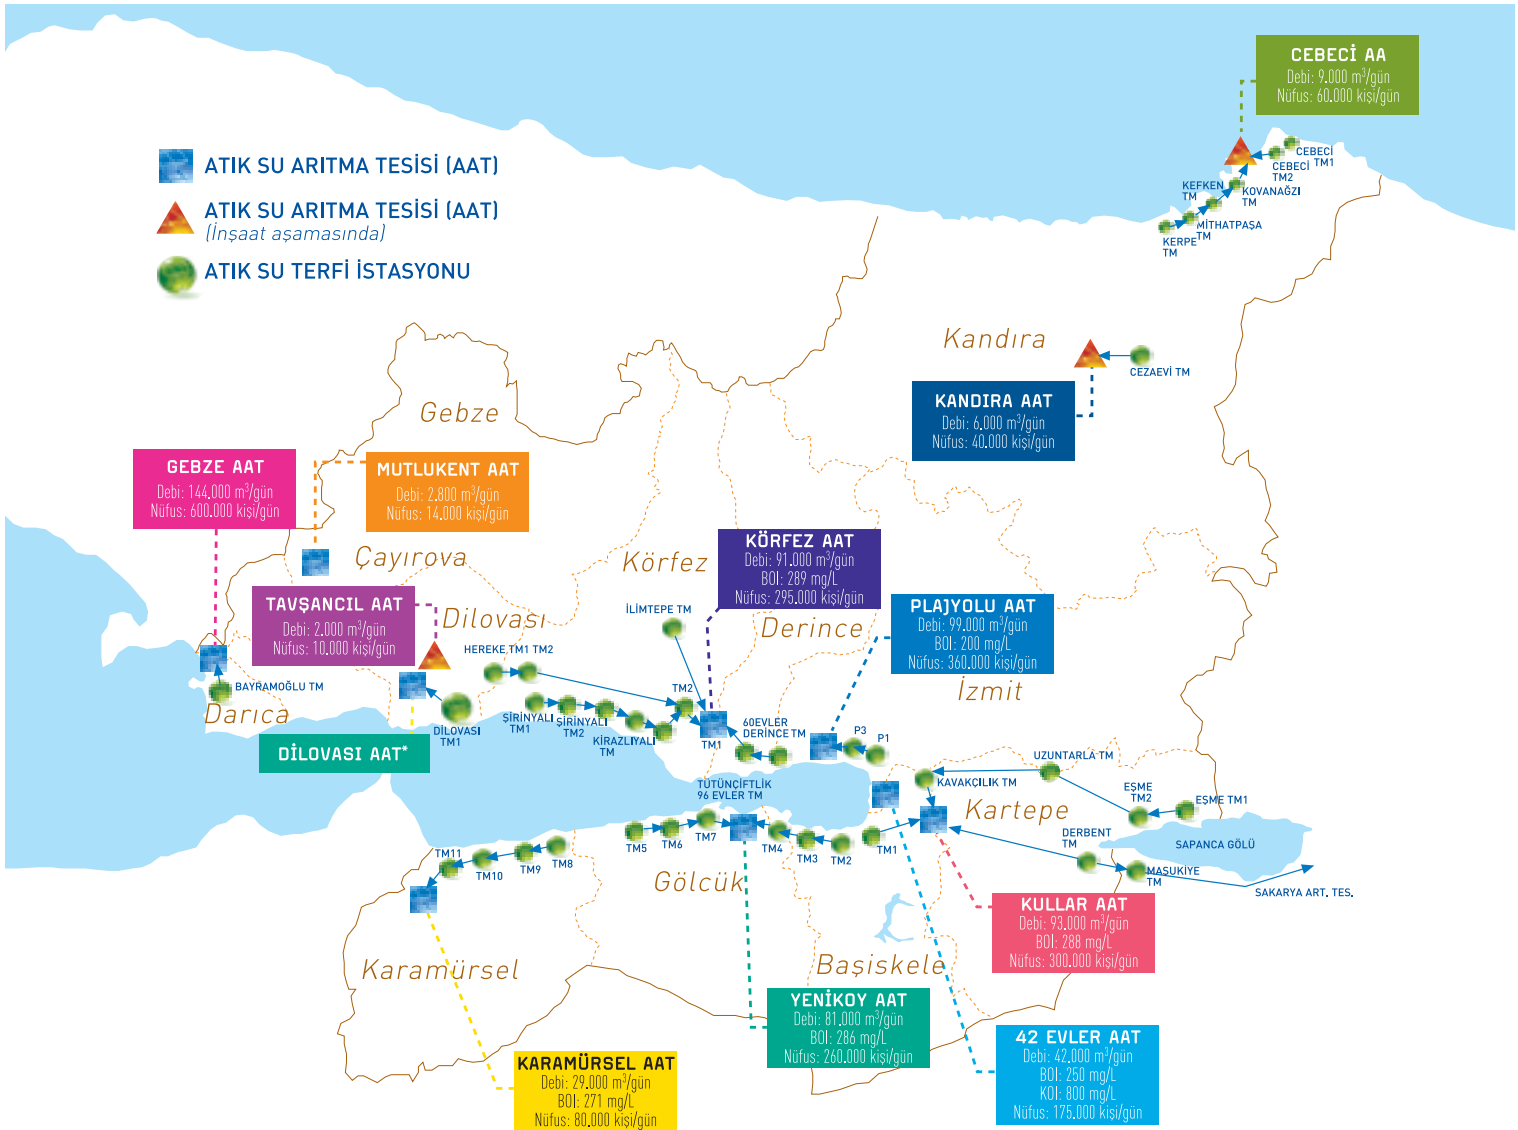 CEBECİ AA
Debi: 9.000 m³/gün
Nüfus: 60.000 kişi/gün
ATIK SU ARITMA TESİSİ (AAT)
ATIK SU ARITMA TESİSİ (AAT)
(İnşaat aşamasında)
ATIK SU TERFİ İSTASYONU
CEBECİ
TM1
CEBECİ
TM2
KEFKEN
TM
KOVANAĞZI
TM
MİTHATPAŞA
TM
KERPE
TM
Kandıra
CEZAEVİ TM
KANDIRA AAT
Debi: 6.000 m³/gün
Nüfus: 40.000 kişi/gün
Gebze
GEBZE AAT
Debi: 144.000 m³/gün
Nüfus: 600.000 kişi/gün
MUTLUKENT AAT
Debi: 2.800 m³/gün
Nüfus: 14.000 kişi/gün
Çayırova
Körfez
KÖRFEZ AAT
Debi: 91.000 m³/gün
BOI: 289 mg/L
Nüfus: 295.000 kişi/gün
TAVŞANCIL AAT
Debi: 2.000 m³/gün
Nüfus: 10.000 kişi/gün
Dilovası
İLİMTEPE TM
Derince
PLAJYOLU AAT
Debi: 99.000 m³/gün
BOI: 200 mg/L
Nüfus: 360.000 kişi/gün
İzmit
HEREKE TM1 TM2
BAYRAMOĞLU TM
Darıca
DİLOVASI
TM1
ŞİRİNYALI
TM1
ŞİRİNYALI
TM2
KİRAZLIYALI
TM
TM2
TM1
60EVLER
DERİNCE TM
P3
P1
DİLOVASI AAT*
UZUNTARLA TM
KAVAKÇILIK TM
TÜTÜNÇİFTLİK
96 EVLER TM
Kartepe
EŞME
TM2
EŞME TM1
DERBENT
TM
SAPANCA GÖLÜ
MAŞUKİYE
TM
SAKARYA ART. TES.
TM11
TM10
TM9
TM8
TM5
TM6
TM7
TM4
TM3
TM2
TM1
Gölcük
KULLAR AAT
Debi: 93.000 m³/gün
BOI: 288 mg/L
Nüfus: 300.000 kişi/gün
Karamürsel
Başiskele
YENİKOY AAT
Debi: 81.000 m³/gün
BOI: 286 mg/L
Nüfus: 260.000 kişi/gün
42 EVLER AAT
Debi: 42.000 m³/gün
BOI: 250 mg/L
KOI: 800 mg/L
Nüfus: 175.000 kişi/gün
KARAMÜRSEL AAT
Debi: 29.000 m³/gün
BOI: 271 mg/L
Nüfus: 80.000 kişi/gün